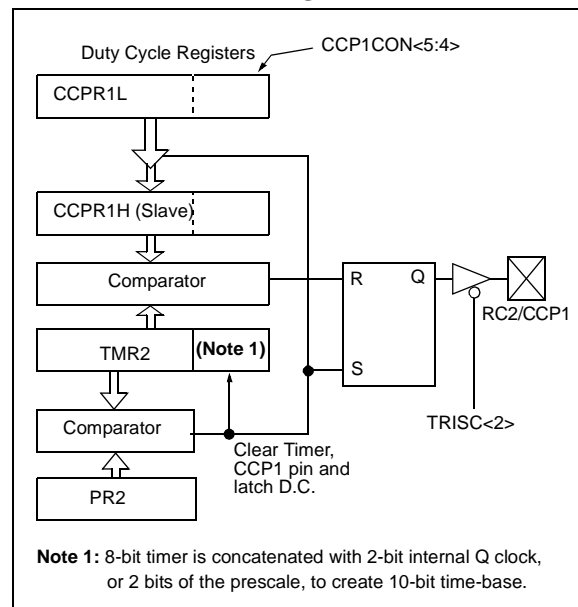 Duty Cycle Registers
CCP1CON<5:4>
CCPR1L
CCPR1H (Slave)
Comparator
R
Q
RC2/CCP1
TMR2
(Note 1)
S
TRISC<2>
Comparator
Clear Timer,
CCP1 pin and
latch D.C.
PR2
Note 1: 8-bit timer is concatenated with 2-bit internal Q clock,
or 2 bits of the prescale, to create 10-bit time-base.